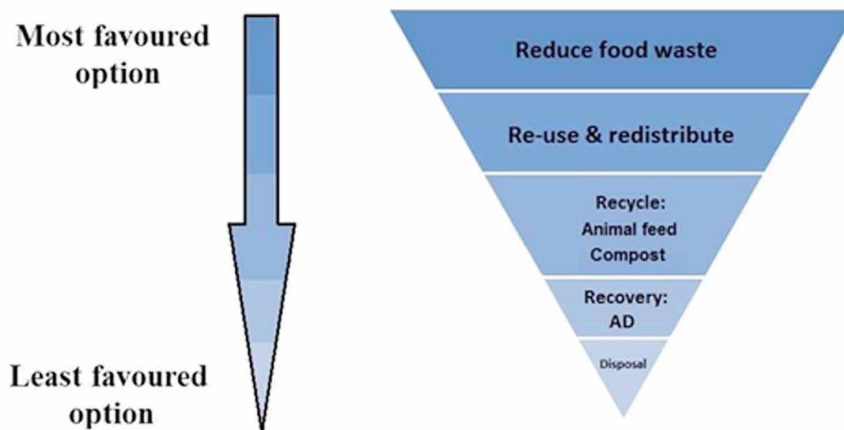 Most favoured
option
Reduce food waste
Re-use & redistribute
Recycle:
Animal feed
Compost
Recovery:
AD
Disposal
Least favoured
option